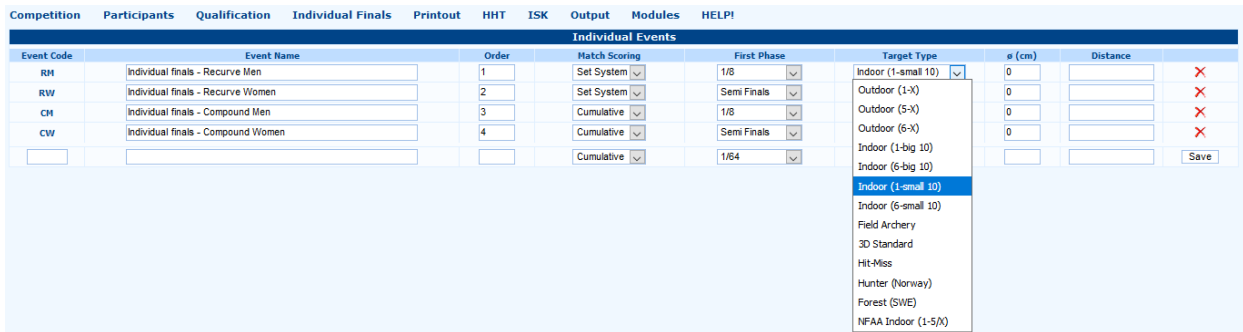 Competition Participants Qualification Individual Finals Printout HHT ISK Output Modules HELP!
Individual Events
Event Code Event Name Order Match Scoring First Phase Target Type ø (cm) Distance
RM Individual finals - Recurve Men 1 Set System 1/8 Indoor (1-small 10) 0
RW Individual finals - Recurve Women 2 Set System Semi Finals 0
CM Individual finals - Compound Men 3 Cumulative 1/8 0
CW Individual finals - Compound Women 4 Cumulative Semi Finals 0
Cumulative 1/64 Save
Outdoor (1-X)
Outdoor (5-X)
Outdoor (6-X)
Indoor (1-big 10)
Indoor (6-big 10)
Indoor (1-small 10)
Indoor (6-small 10)
Field Archery
3D Standard
Hit-Miss
Hunter (Norway)
Forest (SWE)
NFAA Indoor (1-5/X)